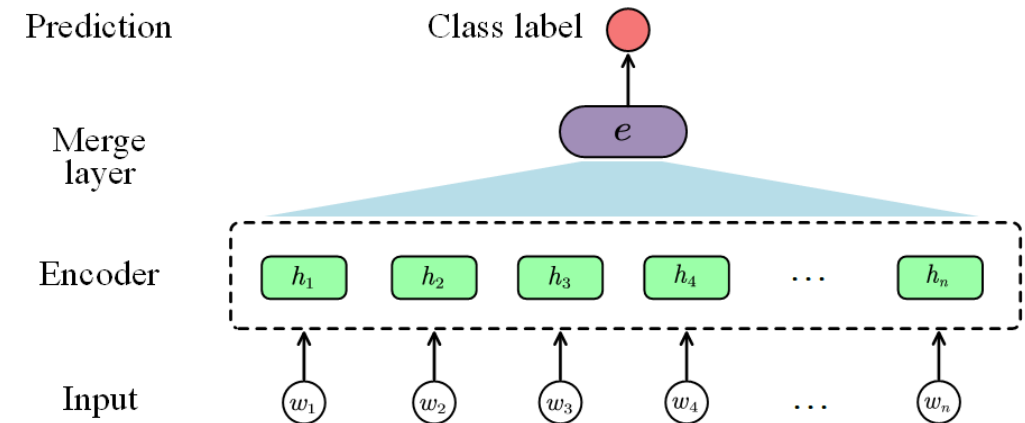 Prediction
Class label
e
Merge
layer
Encoder
h₁ h₂ h₃ h₄ ... hₙ
Input
w₁ w₂ w₃ w₄ ... wₙ